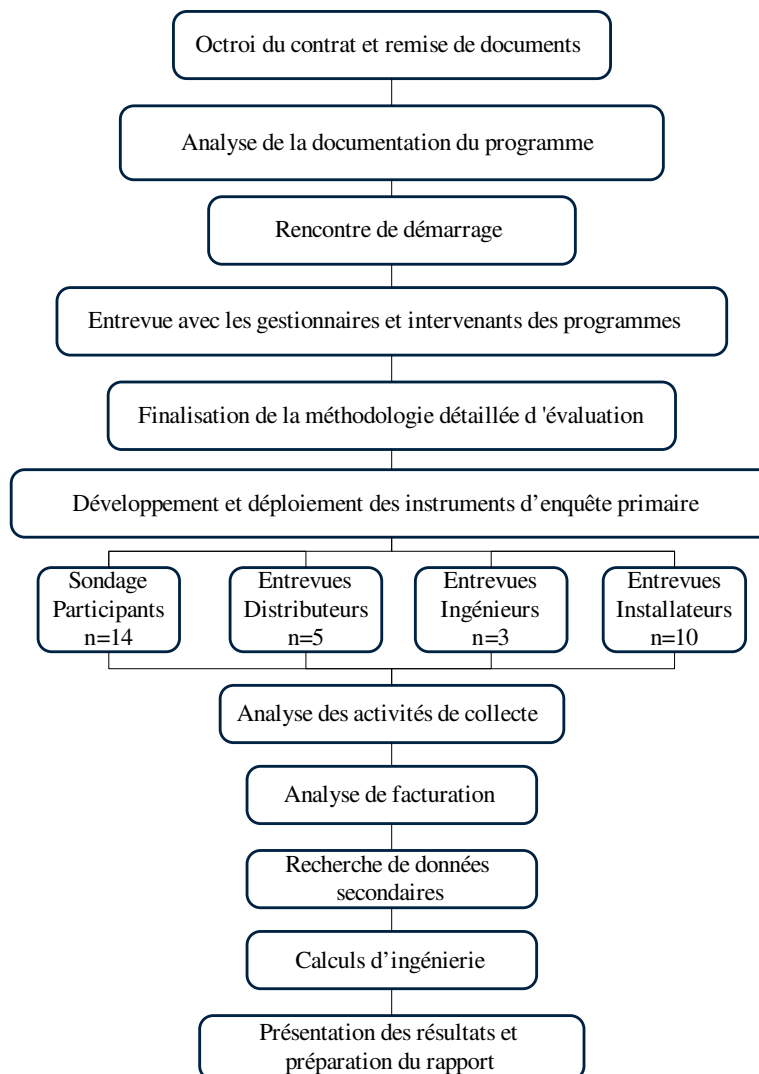 Octroi du contrat et remise de documents
Analyse de la documentation du programme
Rencontre de démarrage
Entrevue avec les gestionnaires et intervenants des programmes
Finalisation de la méthodologie détaillée d 'évaluation
Développement et déploiement des instruments d’enquête primaire
Sondage
Participants
n=14
Entrevues
Distributeurs
n=5
Entrevues
Ingénieurs
n=3
Entrevues
Installateurs
n=10
Analyse des activités de collecte
Analyse de facturation
Recherche de données
secondaires
Calculs d’ingénierie
Présentation des résultats et
préparation du rapport